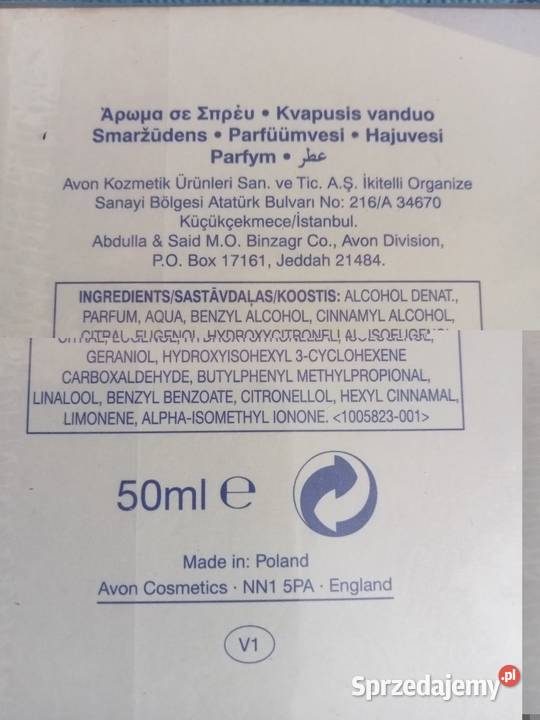 Άρωμα σε Σπρέυ • Kvapusis vanduo
Smaržūdens • Parfüümvesi • Hajuvesi
Parfym • عطر
Avon Kozmetik Ürünleri San. ve Tic. A.Ş. İkitelli Organize
Sanayi Bölgesi Atatürk Bulvarı No: 216/A 34670
Küçükçekmece/İstanbul.
Abdulla & Said M.O. Binzagr Co., Avon Division,
P.O. Box 17161, Jeddah 21484.
INGREDIENTS/SASTĀVDAĻAS/KOOSTIS: ALCOHOL DENAT.,
PARFUM, AQUA, BENZYL ALCOHOL, CINNAMYL ALCOHOL,
CITRAL, EUGENOL, HYDROXYCITRONELLAL, ISOEUGENOL,
GERANIOL, HYDROXYISOHEXYL 3-CYCLOHEXENE
CARBOXALDEHYDE, BUTYLPHENYL METHYLPROPIONAL,
LINALOOL, BENZYL BENZOATE, CITRONELLOL, HEXYL CINNAMAL,
LIMONENE, ALPHA-ISOMETHYL IONONE. <1005823-001>
50ml e
Made in: Poland
Avon Cosmetics · NN1 5PA · England
V1
Sprzedajemy.pl